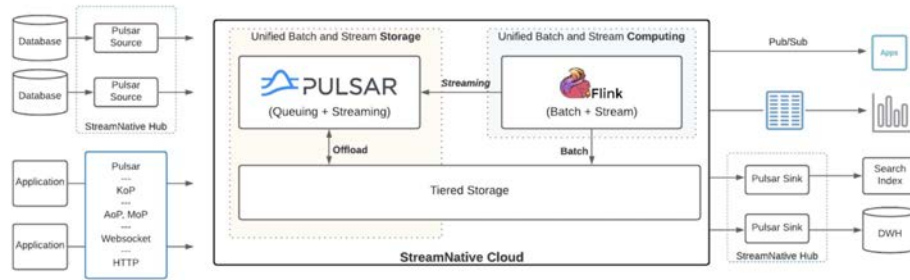 Database
Pulsar
Source
Database
Pulsar
Source
StreamNative Hub
Application
Application
Pulsar
---
KoP
---
AoP, MoP
---
Websocket
---
HTTP
Unified Batch and Stream Storage
PULSAR
(Queuing + Streaming)
Streaming
Unified Batch and Stream Computing
Flink
(Batch + Stream)
Offload
Batch
Tiered Storage
StreamNative Cloud
Pub/Sub
Apps
Pulsar Sink
Search
Index
Pulsar Sink
DWH
StreamNative Hub